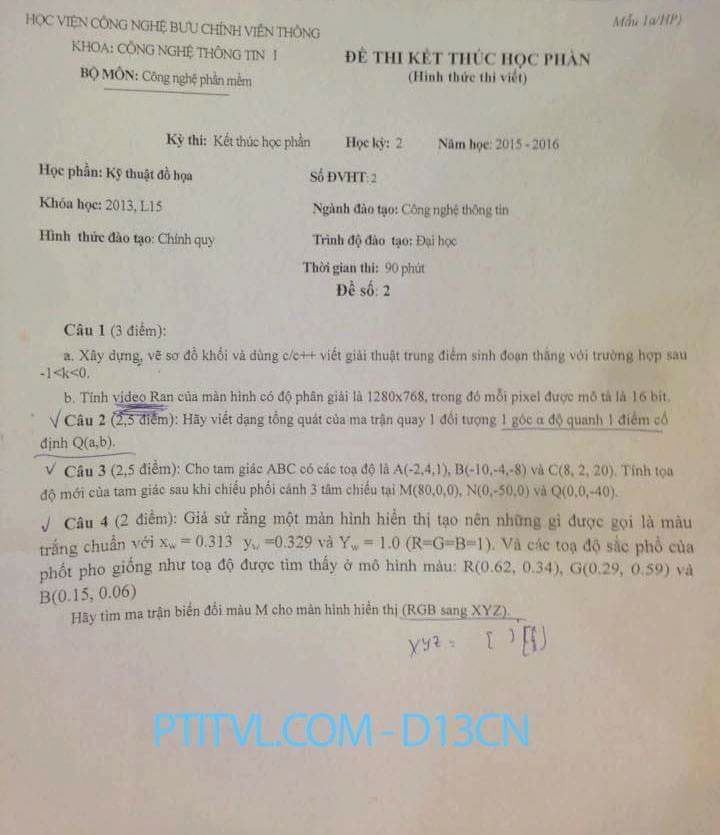 HỌC VIỆN CÔNG NGHỆ BƯU CHÍNH VIỄN THÔNG
Mẫu 1a/HP)
KHOA: CÔNG NGHỆ THÔNG TIN I
ĐỀ THI KẾT THÚC HỌC PHẦN
BỘ MÔN: Công nghệ phần mềm
(Hình thức thi viết)
Kỳ thi: Kết thúc học phần Học kỳ: 2 Năm học: 2015 - 2016
Học phần: Kỹ thuật đồ họa Số ĐVHT: 2
Khóa học: 2013, L15 Ngành đào tạo: Công nghệ thông tin
Hình thức đào tạo: Chính quy Trình độ đào tạo: Đại học
Thời gian thi: 90 phút
Đề số: 2
Câu 1 (3 điểm):
a. Xây dựng, vẽ sơ đồ khối và dùng c/c++ viết giải thuật trung điểm sinh đoạn thẳng với trường hợp sau
-1<k<0.
b. Tính video Ran của màn hình có độ phân giải là 1280x768, trong đó mỗi pixel được mô tả là 16 bit.
√ Câu 2 (2,5 điểm): Hãy viết dạng tổng quát của ma trận quay 1 đối tượng 1 góc α độ quanh 1 điểm cố
định Q(a,b).
√ Câu 3 (2,5 điểm): Cho tam giác ABC có các toạ độ là A(-2,4,1), B(-10,-4,-8) và C(8, 2, 20). Tính tọa
độ mới của tam giác sau khi chiếu phối cảnh 3 tâm chiếu tại M(80,0,0), N(0,-50,0) và Q(0,0,-40).
√ Câu 4 (2 điểm): Giả sử rằng một màn hình hiển thị tạo nên những gì được gọi là màu
trắng chuẩn với xw = 0.313 yw =0.329 và Yw = 1.0 (R=G=B=1). Và các toạ độ sắc phổ của
phốt pho giống như toạ độ được tìm thấy ở mô hình màu: R(0.62, 0.34), G(0.29, 0.59) và
B(0.15, 0.06)
Hãy tìm ma trận biến đổi màu M cho màn hình hiển thị (RGB sang XYZ).
XYZ =
PTITVL.COM - D13CN